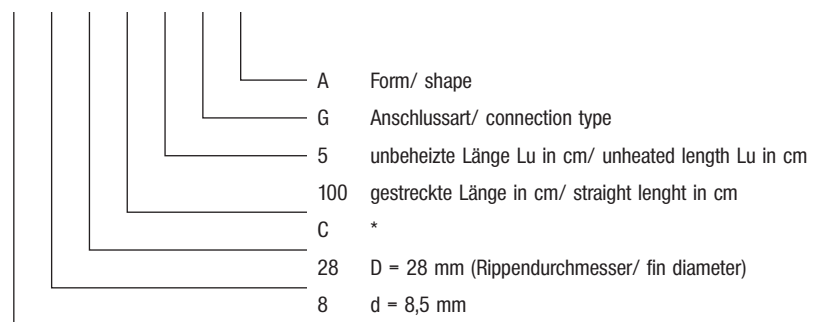 A Form/ shape
G Anschlussart/ connection type
5 unbeheizte Länge Lu in cm/ unheated length Lu in cm
100 gestreckte Länge in cm/ straight lenght in cm
C *
28 D = 28 mm (Rippendurchmesser/ fin diameter)
8 d = 8,5 mm